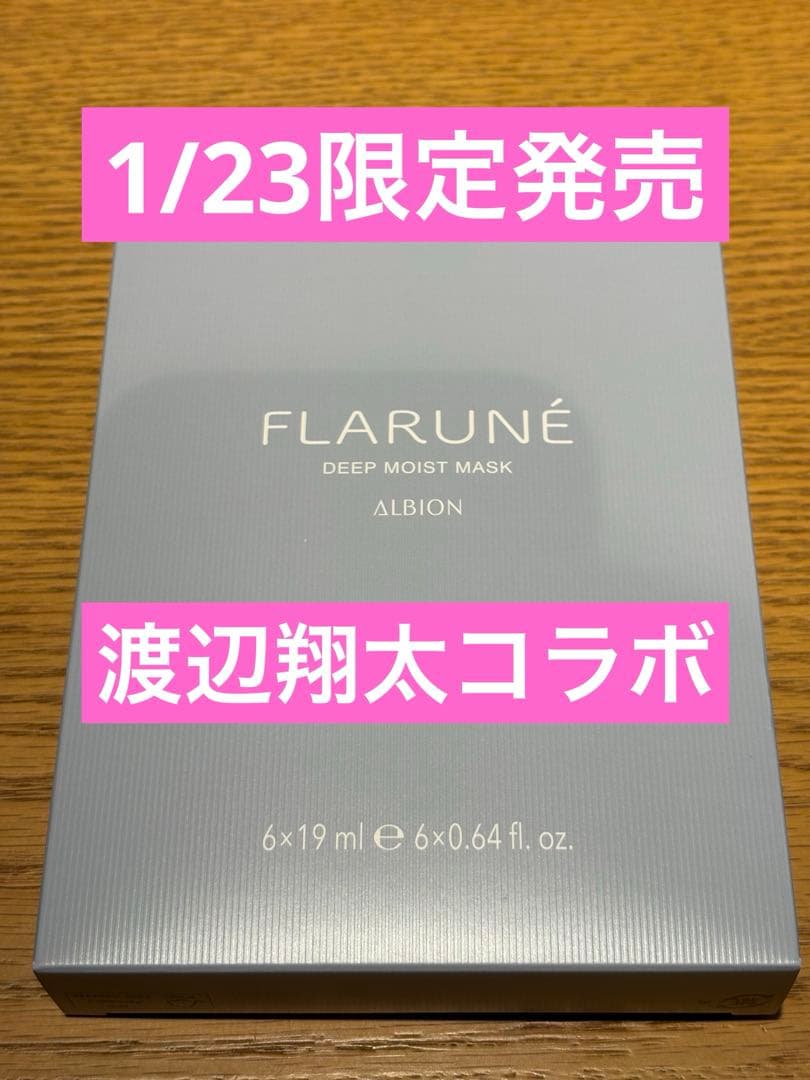 1/23限定発売
FLARUNÉ
DEEP MOIST MASK
ALBION
渡辺翔太コラボ
6×19 ml ℮ 6×0.64 fl. oz.